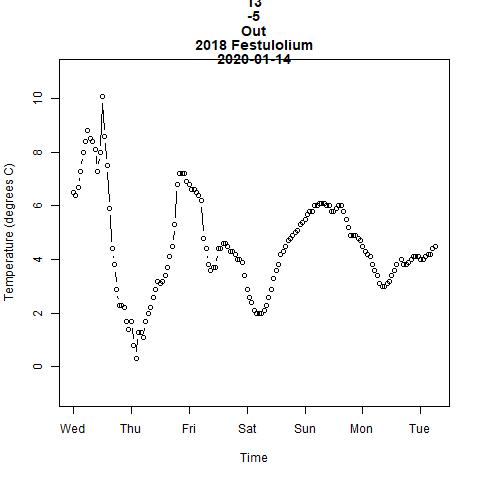 13
-5
Out
2018 Festulolium
2020-01-14
Temperature (degrees C)
10
8
6
4
2
0
Wed Thu Fri Sat Sun Mon Tue
Time